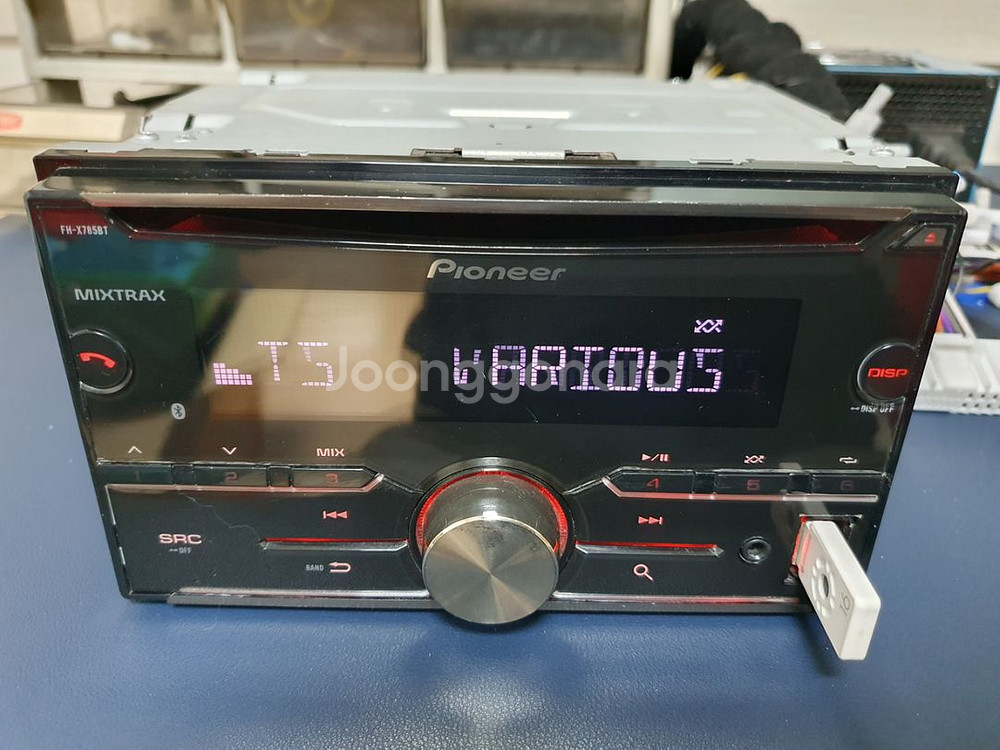 FH-X785BT
Pioneer
MIXTRAX
TS VARIOUS
Joonggonara
DISP
DISP OFF
MIX
1 2 3 4 5 6
SRC
OFF
BAND